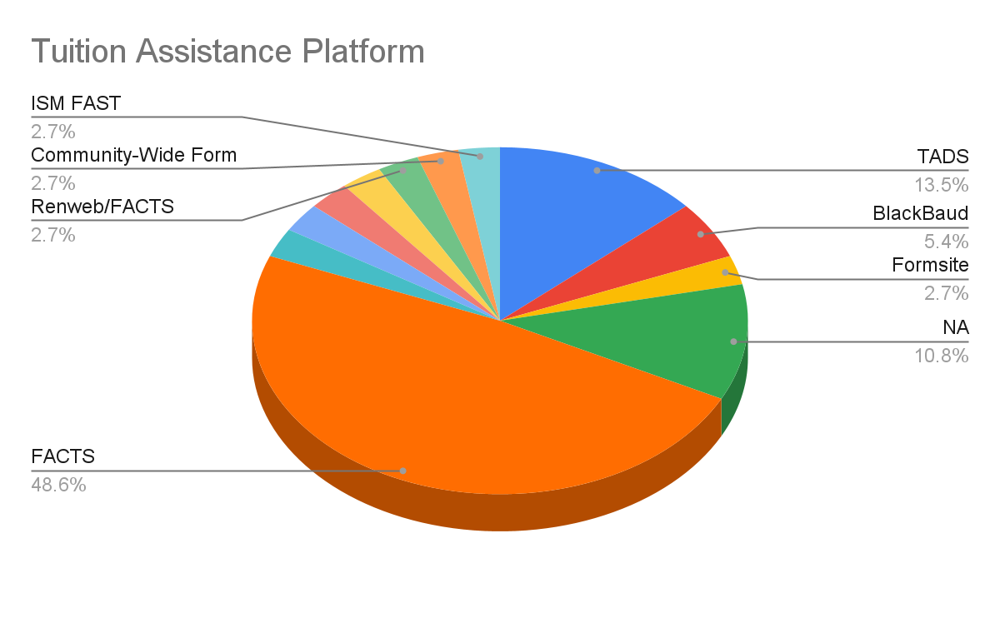 Tuition Assistance Platform
ISM FAST
2.7%
Community-Wide Form
2.7%
Renweb/FACTS
2.7%
FACTS
48.6%
TADS
13.5%
BlackBaud
5.4%
Formsite
2.7%
NA
10.8%